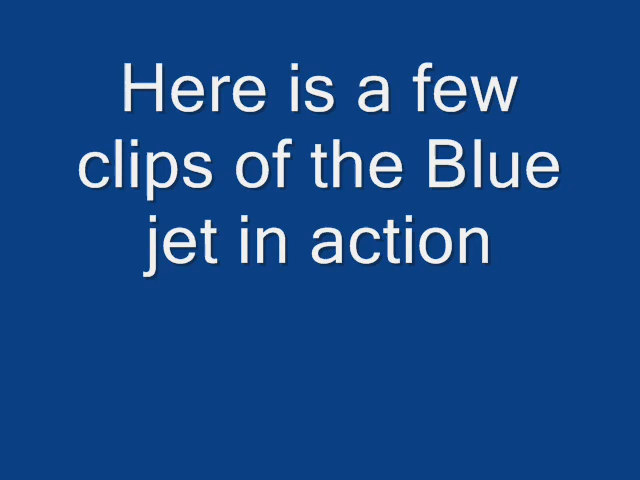 Here is a few
clips of the Blue
jet in action